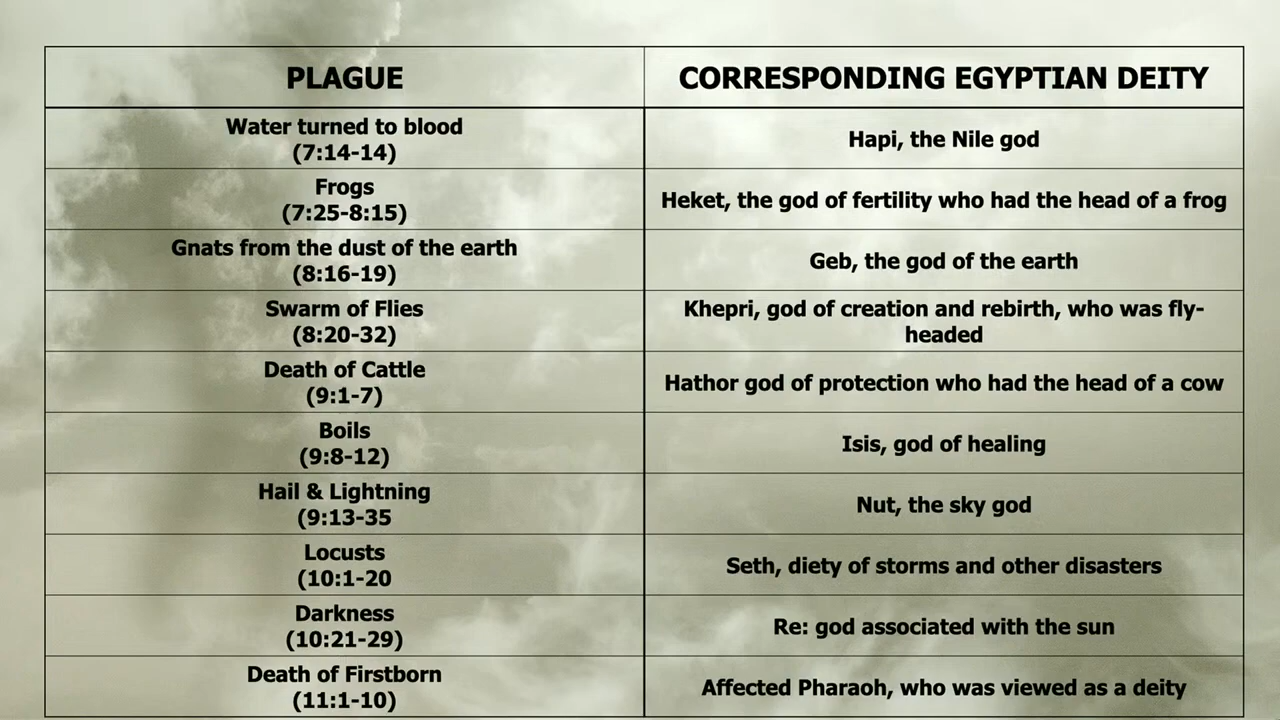 PLAGUE
CORRESPONDING EGYPTIAN DEITY
Water turned to blood
(7:14-14)
Hapi, the Nile god
Frogs
(7:25-8:15)
Heket, the god of fertility who had the head of a frog
Gnats from the dust of the earth
(8:16-19)
Geb, the god of the earth
Swarm of Flies
(8:20-32)
Khepri, god of creation and rebirth, who was fly-
headed
Death of Cattle
(9:1-7)
Hathor god of protection who had the head of a cow
Boils
(9:8-12)
Isis, god of healing
Hail & Lightning
(9:13-35
Nut, the sky god
Locusts
(10:1-20
Seth, diety of storms and other disasters
Darkness
(10:21-29)
Re: god associated with the sun
Death of Firstborn
(11:1-10)
Affected Pharaoh, who was viewed as a deity